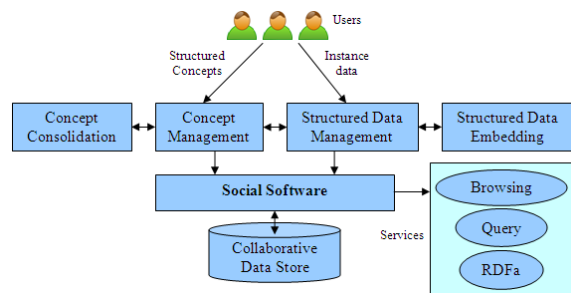 Users
Structured
Concepts
Instance
data
Concept
Consolidation
Concept
Management
Structured Data
Management
Structured Data
Embedding
Social Software
Collaborative
Data Store
Services
Browsing
Query
RDFa